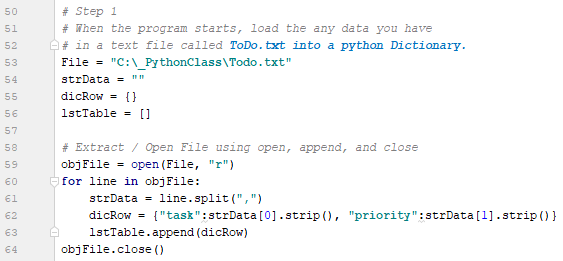 50 # Step 1
51 # When the program starts, load the any data you have
52 # in a text file called ToDo.txt into a python Dictionary.
53 File = "C:\_PythonClass\Todo.txt"
54 strData = ""
55 dicRow = {}
56 lstTable = []
57
58 # Extract / Open File using open, append, and close
59 objFile = open(File, "r")
60 for line in objFile:
61     strData = line.split(",")
62     dicRow = {"task":strData[0].strip(), "priority":strData[1].strip()}
63     lstTable.append(dicRow)
64 objFile.close()